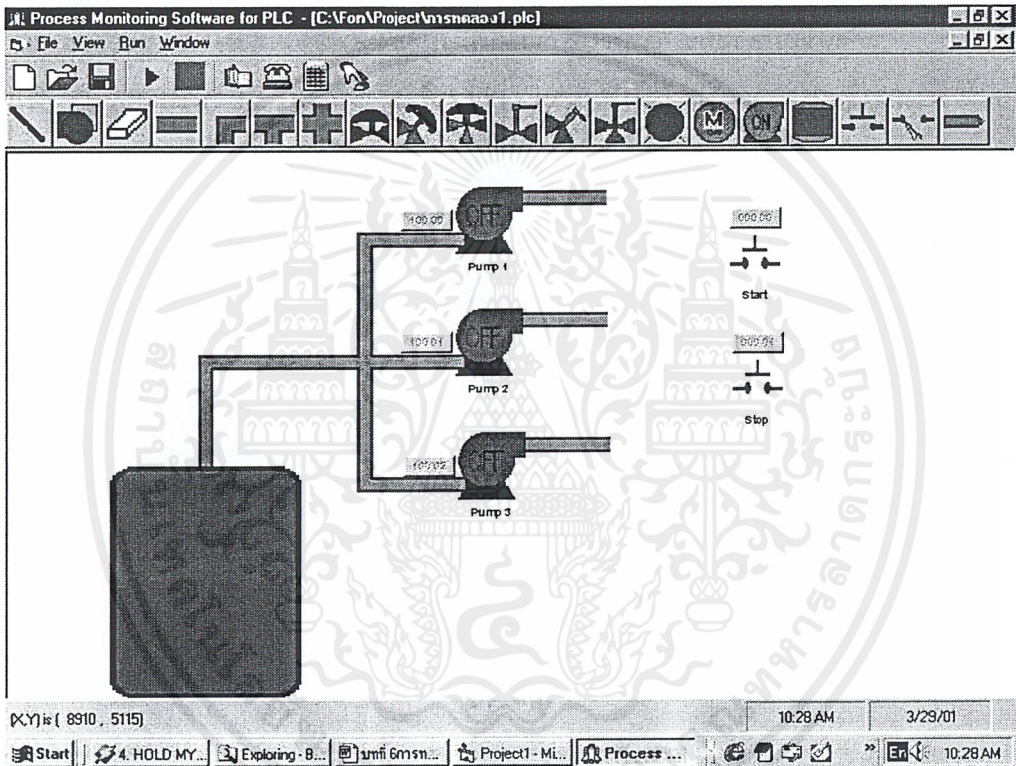 Process Monitoring Software for PLC - [C:\Fon\Project\การทดลอง1.plc]
File View Run Window
M
ON
100.00
OFF
Pump 1
000.00
Start
100.01
OFF
Pump 2
000.01
Stop
100.02
OFF
Pump 3
(X,Y) is ( 8910 , 5115)
10:28 AM
3/29/01
Start
4. HOLD MY...
Exploring - B...
Project1 - Mi...
Process ...
»
En
10:28 AM